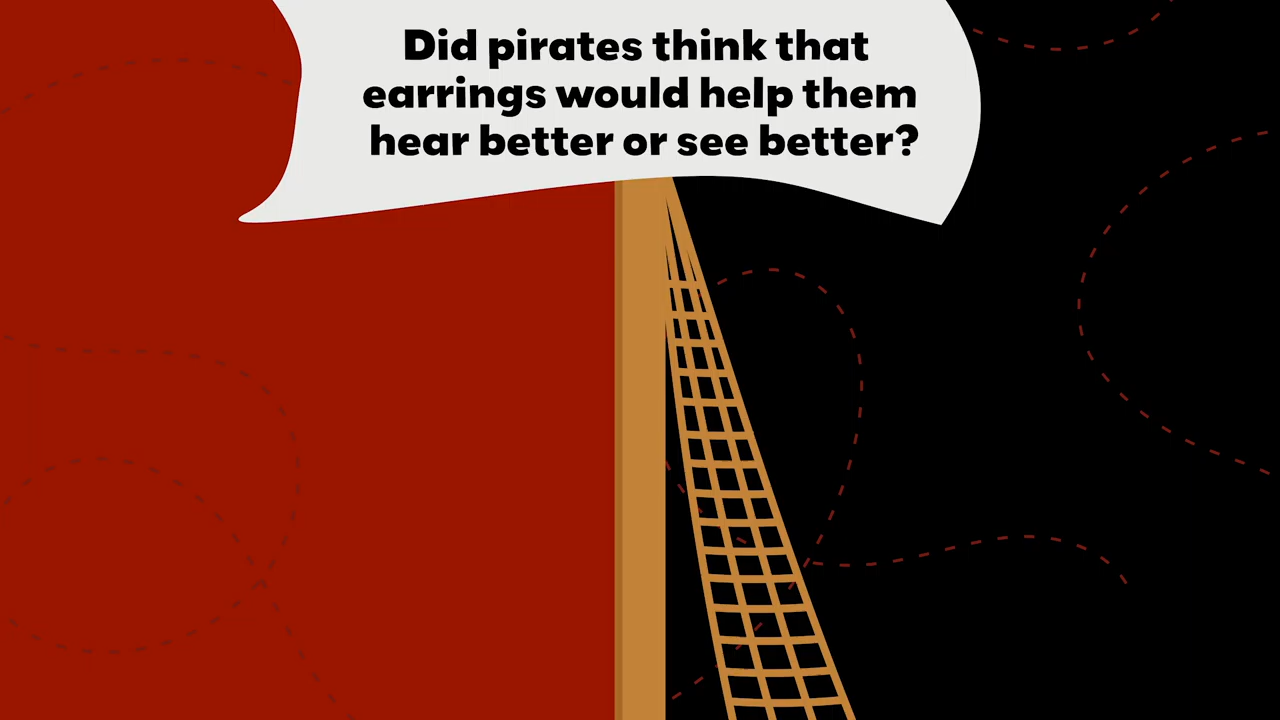 Did pirates think that
earrings would help them
hear better or see better?